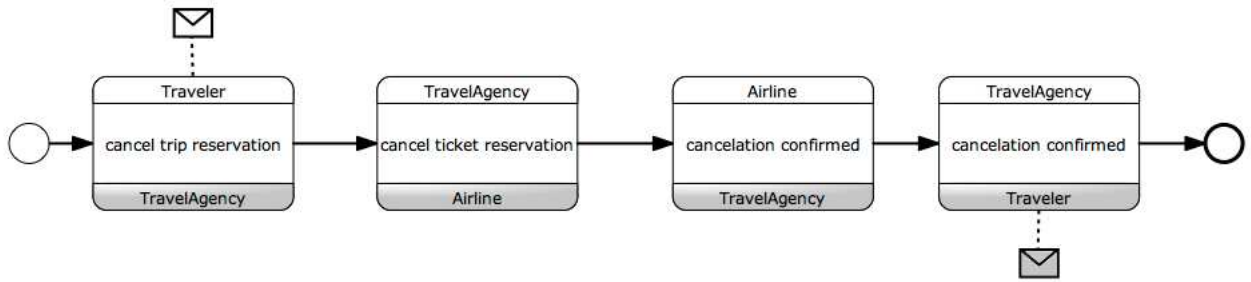 Traveler
cancel trip reservation
TravelAgency
TravelAgency
cancel ticket reservation
Airline
Airline
cancelation confirmed
TravelAgency
TravelAgency
cancelation confirmed
Traveler